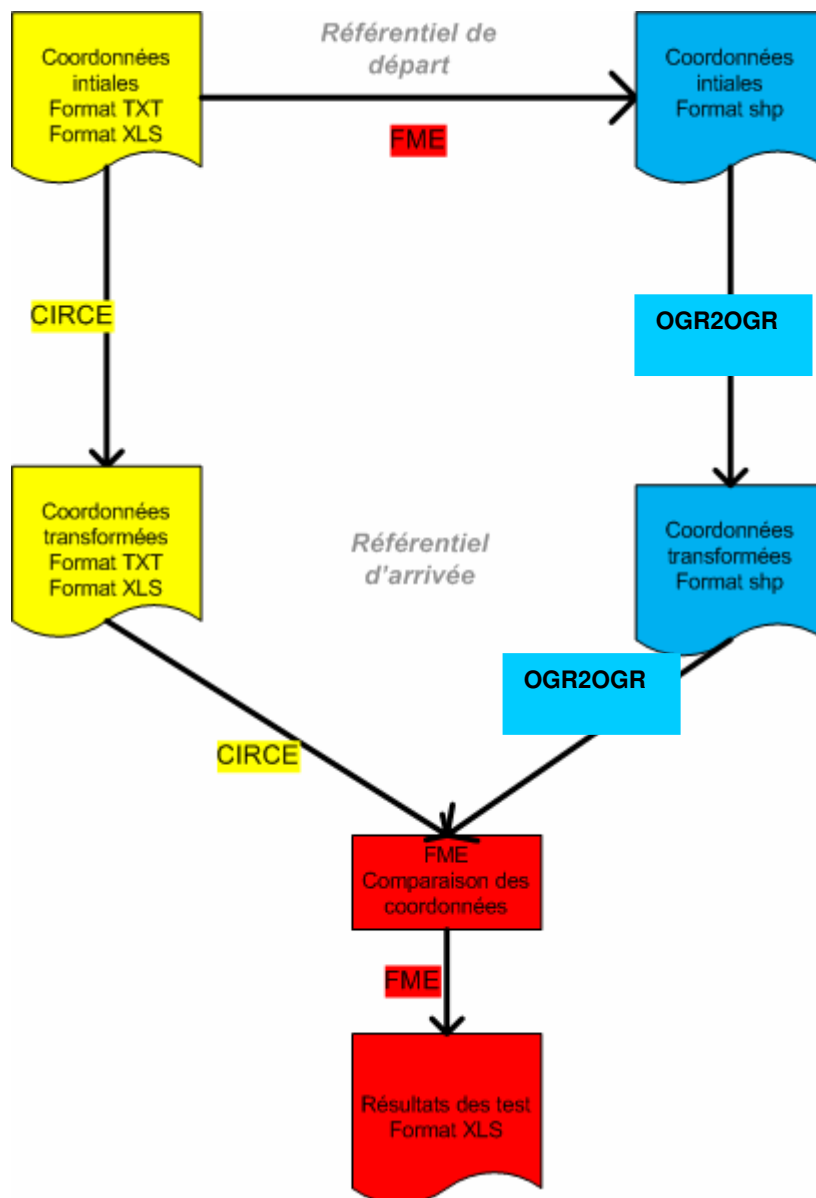 Coordonnées
intiales
Format TXT
Format XLS
Référentiel de
départ
FME
Coordonnées
intiales
Format shp
CIRCE
OGR2OGR
Coordonnées
transformées
Format TXT
Format XLS
Référentiel
d'arrivée
Coordonnées
transformées
Format shp
OGR2OGR
CIRCE
FME
Comparaison des
coordonnées
FME
Résultats des test
Format XLS